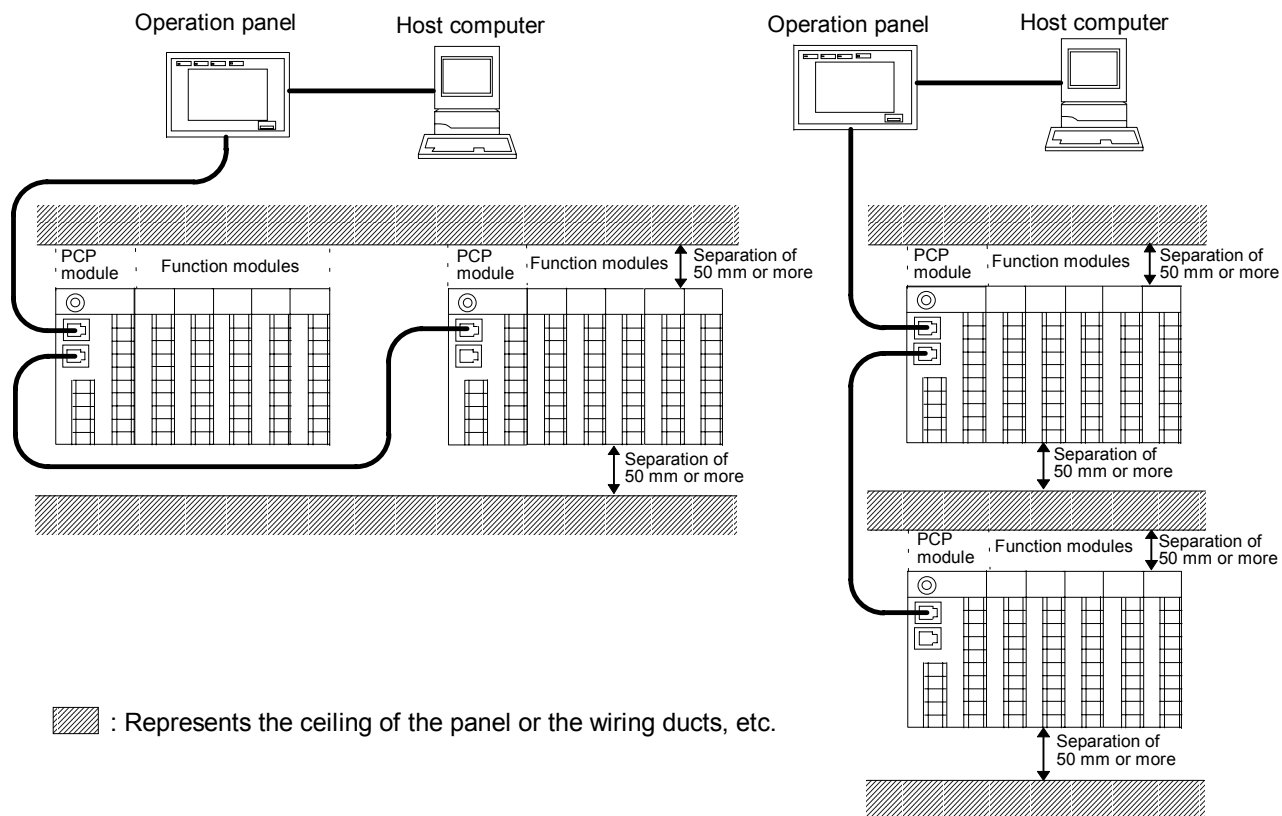 Operation panel
Host computer
PCP
module
Function modules
PCP
module
Function modules
Separation of
50 mm or more
Separation of
50 mm or more
Operation panel
Host computer
PCP
module
Function modules
Separation of
50 mm or more
Separation of
50 mm or more
PCP
module
Function modules
Separation of
50 mm or more
Separation of
50 mm or more
: Represents the ceiling of the panel or the wiring ducts, etc.